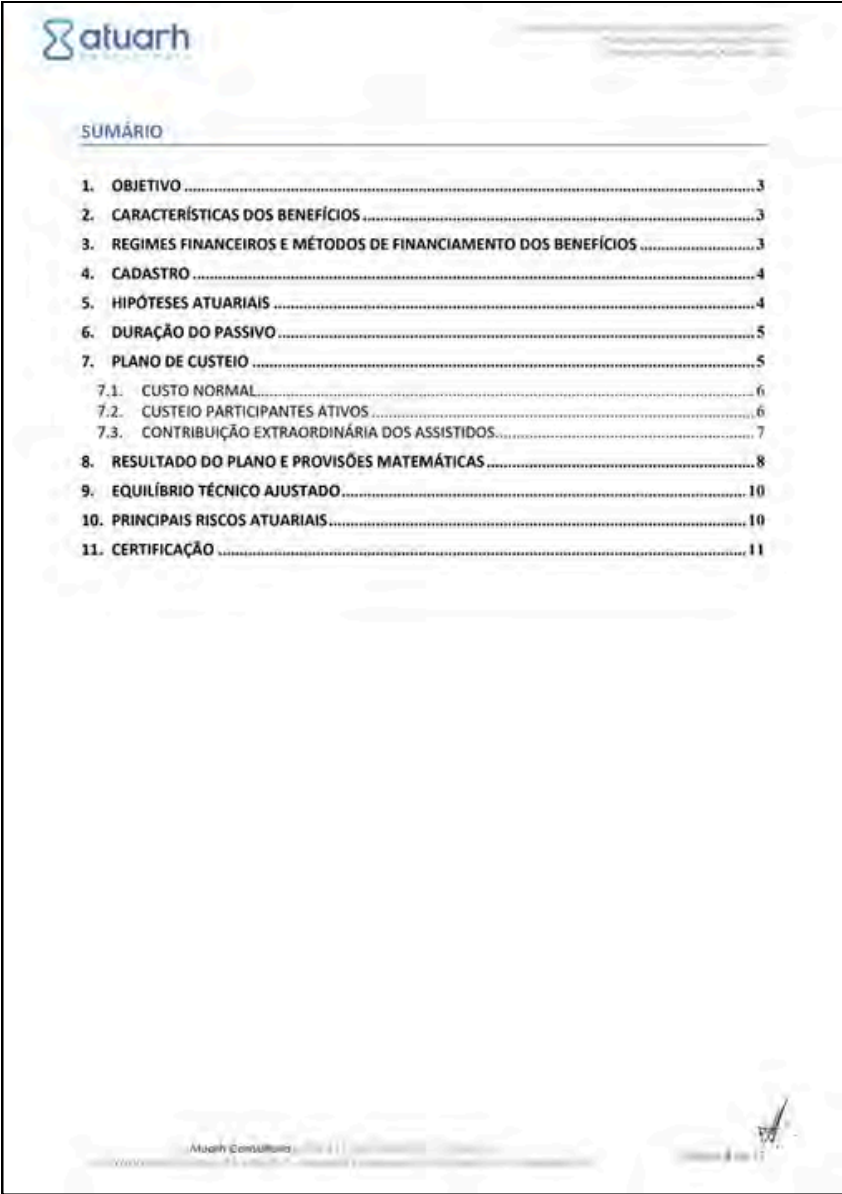 atuarh
SUMÁRIO
1. OBJETIVO ........ 3
2. CARACTERÍSTICAS DOS BENEFÍCIOS ........ 3
3. REGIMES FINANCEIROS E MÉTODOS DE FINANCIAMENTO DOS BENEFÍCIOS ........ 3
4. CADASTRO ........ 4
5. HIPÓTESES ATUARIAIS ........ 4
6. DURAÇÃO DO PASSIVO ........ 5
7. PLANO DE CUSTEIO ........ 5
7.1. CUSTO NORMAL ........ 6
7.2. CUSTEIO PARTICIPANTES ATIVOS ........ 6
7.3. CONTRIBUIÇÃO EXTRAORDINÁRIA DOS ASSISTIDOS ........ 7
8. RESULTADO DO PLANO E PROVISÕES MATEMÁTICAS ........ 8
9. EQUILÍBRIO TÉCNICO AJUSTADO ........ 10
10. PRINCIPAIS RISCOS ATUARIAIS ........ 10
11. CERTIFICAÇÃO ........ 11